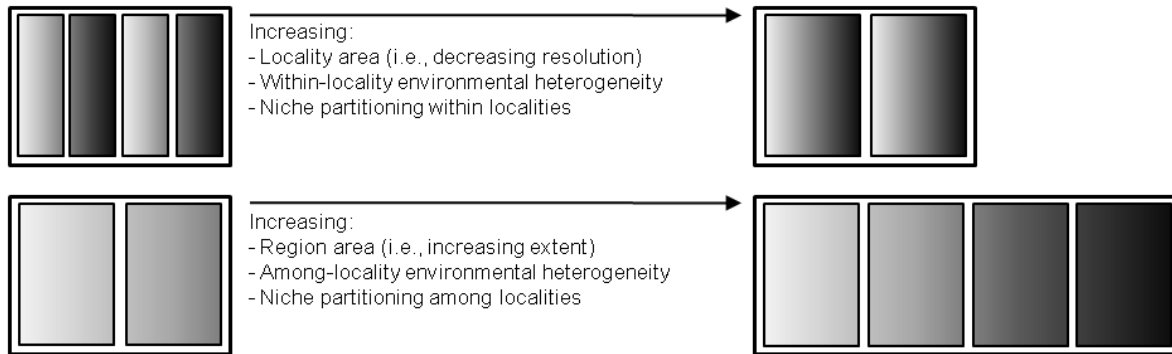 Increasing:
- Locality area (i.e., decreasing resolution)
- Within-locality environmental heterogeneity
- Niche partitioning within localities
Increasing:
- Region area (i.e., increasing extent)
- Among-locality environmental heterogeneity
- Niche partitioning among localities